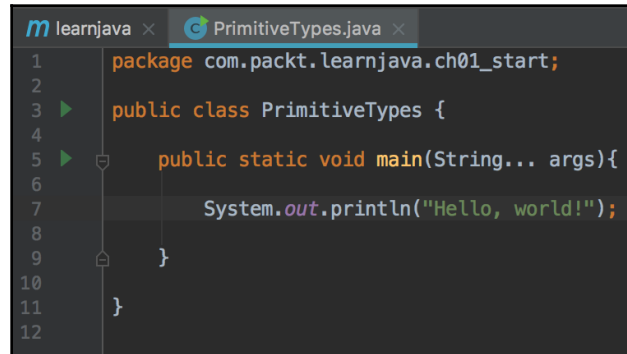 m learnjava × C PrimitiveTypes.java ×
1 package com.packt.learnjava.ch01_start;
2
3 public class PrimitiveTypes {
4
5 public static void main(String... args){
6
7 System.out.println("Hello, world!");
8
9 }
10
11 }
12